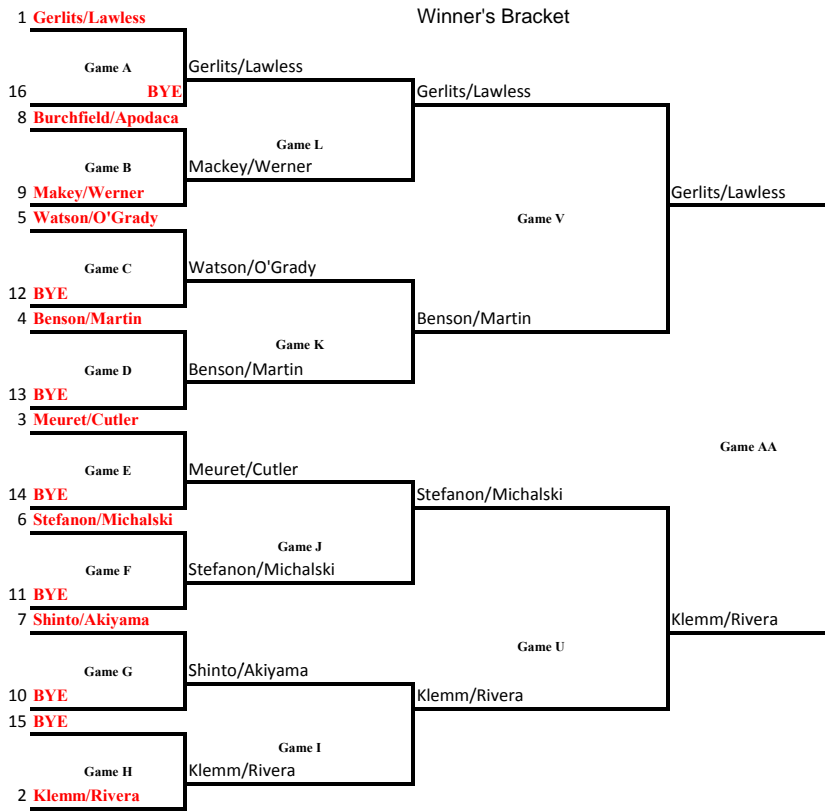 Winner's Bracket
1 Gerlits/Lawless
Game A
Gerlits/Lawless
16 BYE
Gerlits/Lawless
8 Burchfield/Apodaca
Game L
Game B
Mackey/Werner
9 Makey/Werner
Gerlits/Lawless
5 Watson/O'Grady
Game V
Game C
Watson/O'Grady
12 BYE
4 Benson/Martin
Benson/Martin
Game K
Game D
Benson/Martin
13 BYE
3 Meuret/Cutler
Game AA
Game E
Meuret/Cutler
14 BYE
Stefanon/Michalski
6 Stefanon/Michalski
Game J
Game F
Stefanon/Michalski
11 BYE
7 Shinto/Akiyama
Klemm/Rivera
Game U
Game G
Shinto/Akiyama
10 BYE
Klemm/Rivera
15 BYE
Game I
Game H
Klemm/Rivera
2 Klemm/Rivera